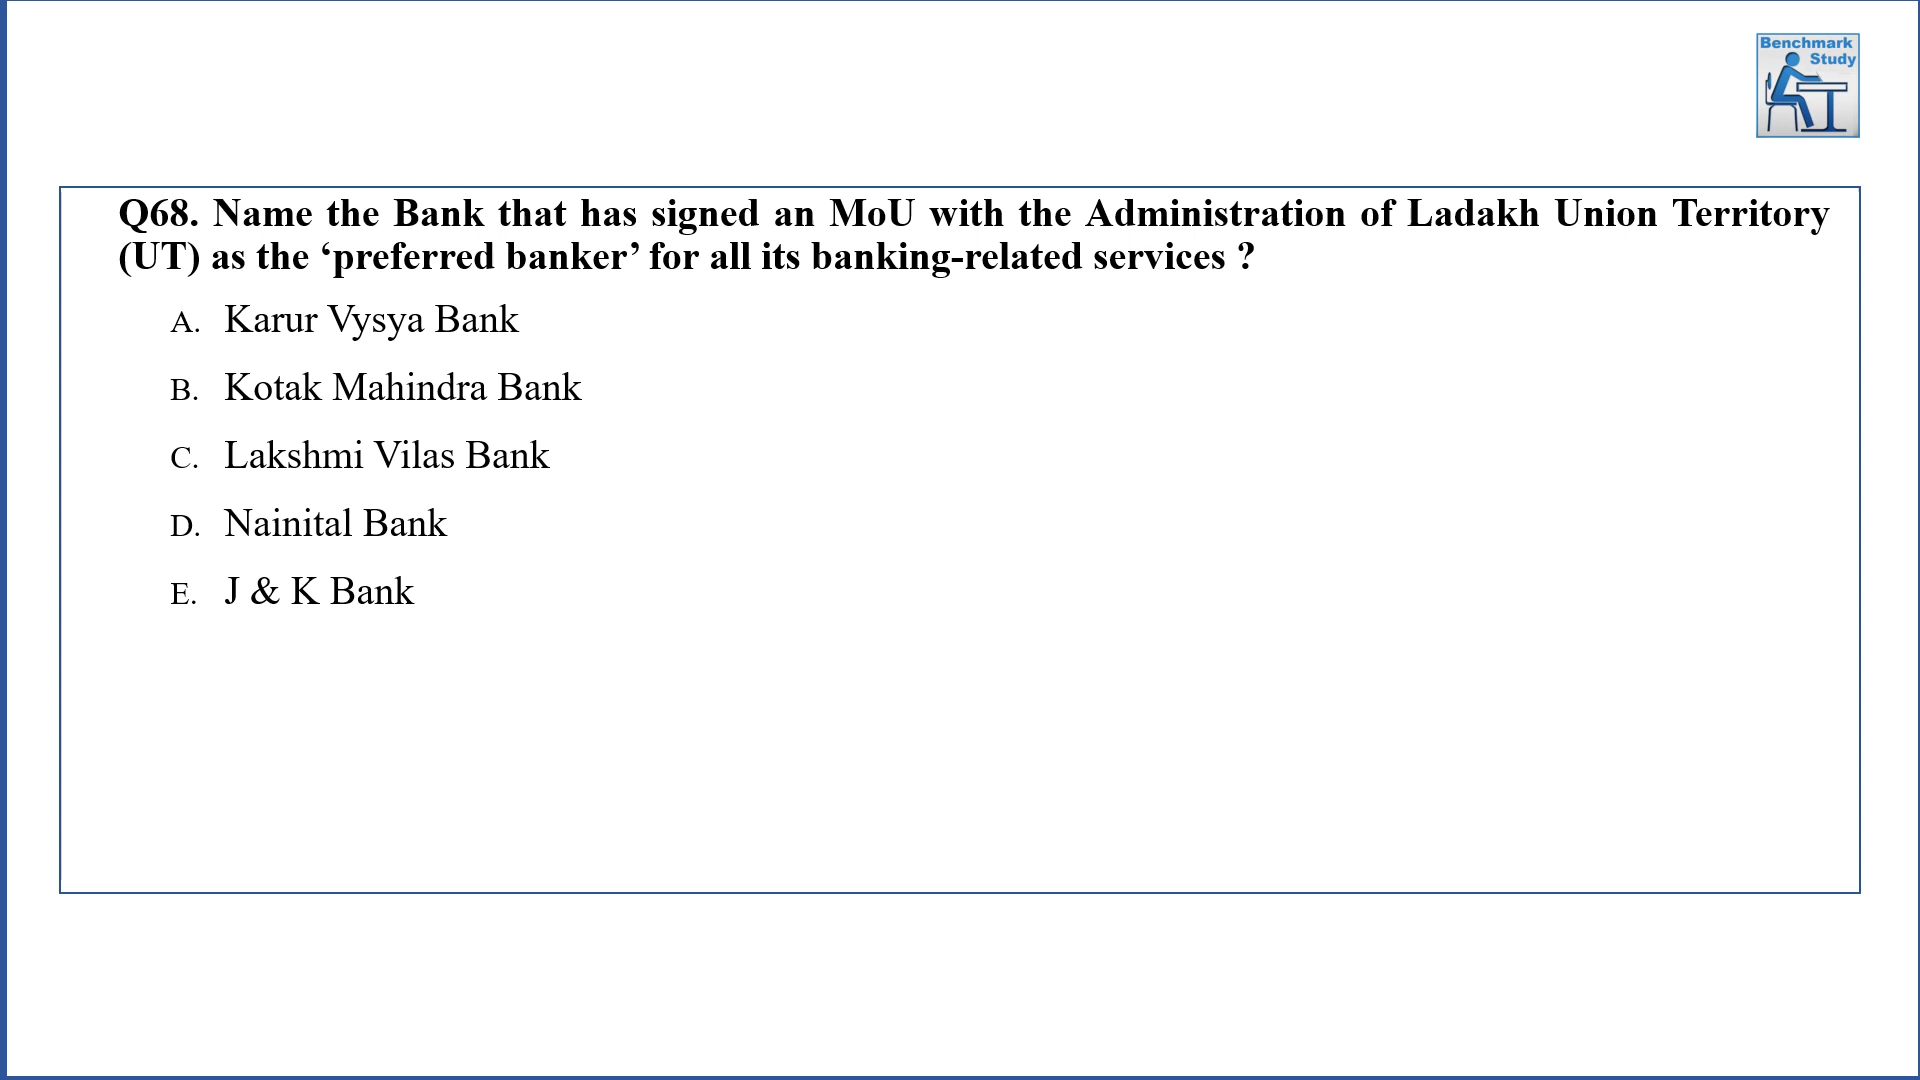 Benchmark
Study
Q68. Name the Bank that has signed an MoU with the Administration of Ladakh Union Territory
(UT) as the ‘preferred banker’ for all its banking-related services ?
A. Karur Vysya Bank
B. Kotak Mahindra Bank
C. Lakshmi Vilas Bank
D. Nainital Bank
E. J & K Bank